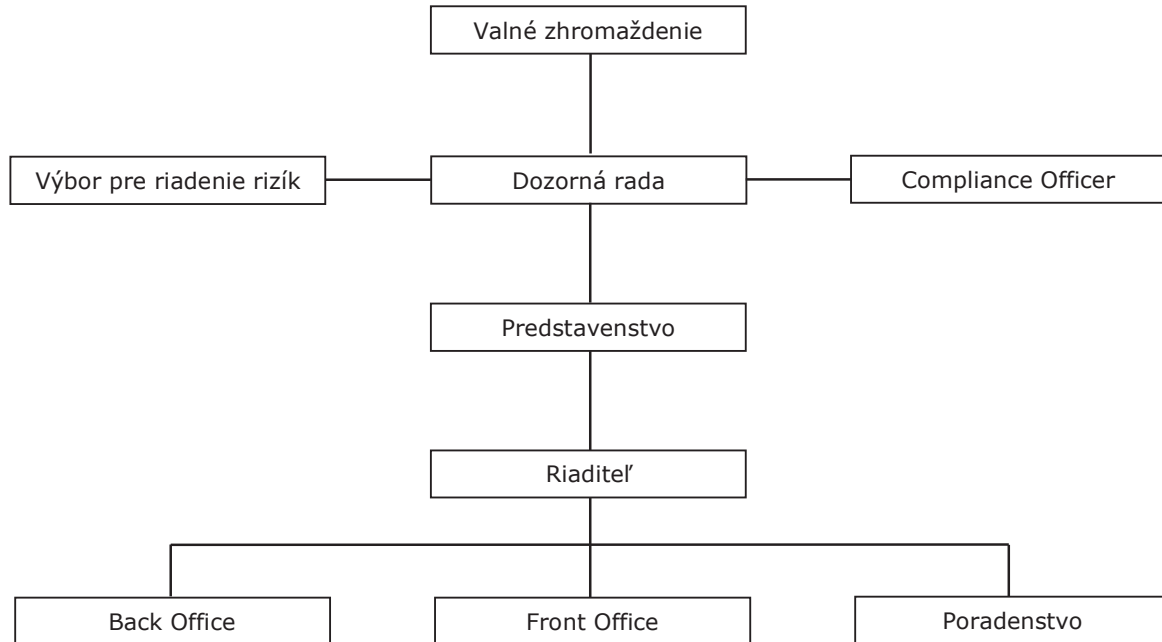 Valné zhromaždenie
Výbor pre riadenie rizík
Dozorná rada
Compliance Officer
Predstavenstvo
Riaditeľ
Back Office
Front Office
Poradenstvo